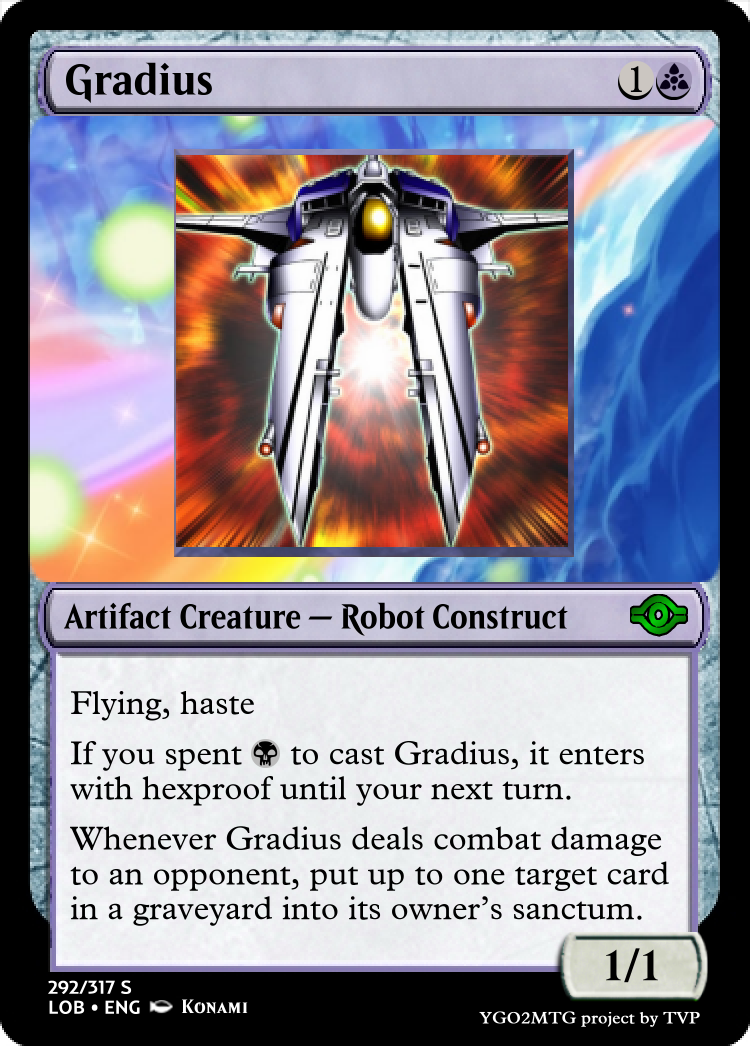 Gradius 1
Artifact Creature — Robot Construct
Flying, haste
If you spent to cast Gradius, it enters
with hexproof until your next turn.
Whenever Gradius deals combat damage
to an opponent, put up to one target card
in a graveyard into its owner's sanctum.
1/1
292/317 S
LOB • ENG KONAMI
YGO2MTG project by TVP